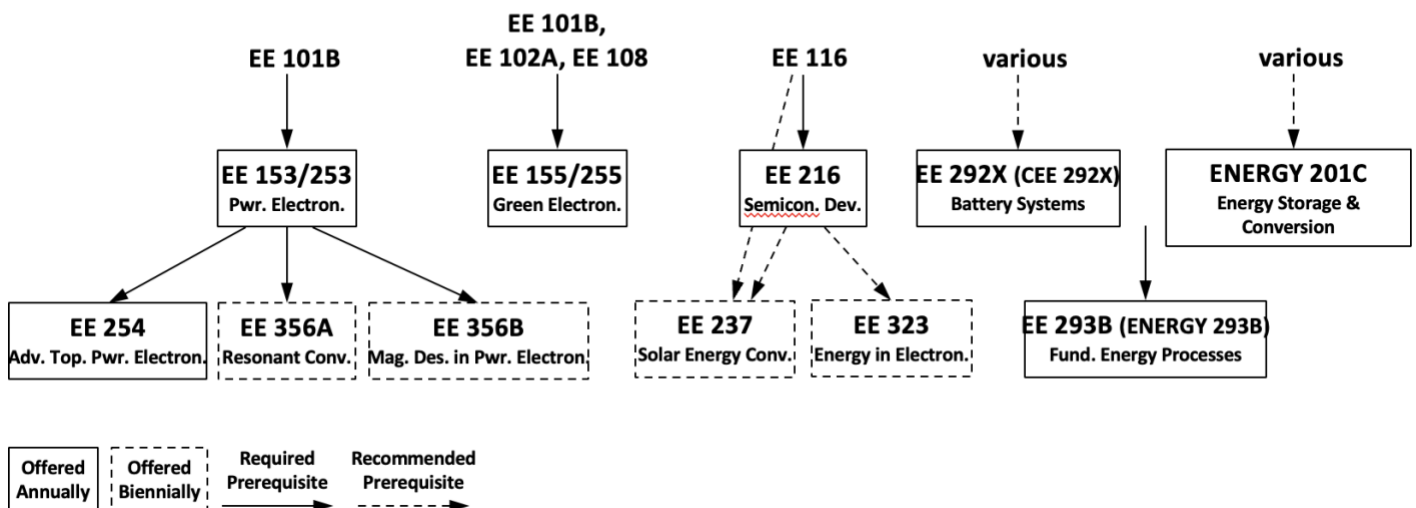 EE 101B
EE 101B,
EE 102A, EE 108
EE 116
various
various
EE 153/253
Pwr. Electron.
EE 155/255
Green Electron.
EE 216
Semicon. Dev.
EE 292X (CEE 292X)
Battery Systems
ENERGY 201C
Energy Storage &
Conversion
EE 254
Adv. Top. Pwr. Electron.
EE 356A
Resonant Conv.
EE 356B
Mag. Des. in Pwr. Electron.
EE 237
Solar Energy Conv.
EE 323
Energy in Electron.
EE 293B (ENERGY 293B)
Fund. Energy Processes
Offered
Annually
Offered
Biennially
Required
Prerequisite
Recommended
Prerequisite